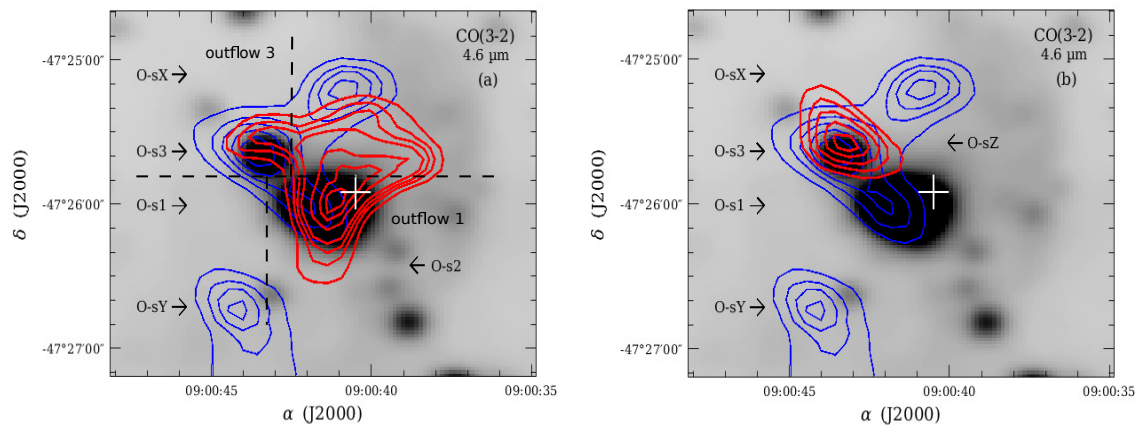 outflow 3
CO(3-2)
4.6 μm
(a)
-47°25′00″
O-sX →
O-s3 →
O-s1 →
-47°26′00″
outflow 1
← O-s2
O-sY →
-47°27′00″
δ (J2000)
09:00:45
09:00:40
09:00:35
α (J2000)
CO(3-2)
4.6 μm
(b)
-47°25′00″
O-sX →
← O-sZ
O-s3 →
O-s1 →
-47°26′00″
O-sY →
-47°27′00″
δ (J2000)
09:00:45
09:00:40
09:00:35
α (J2000)